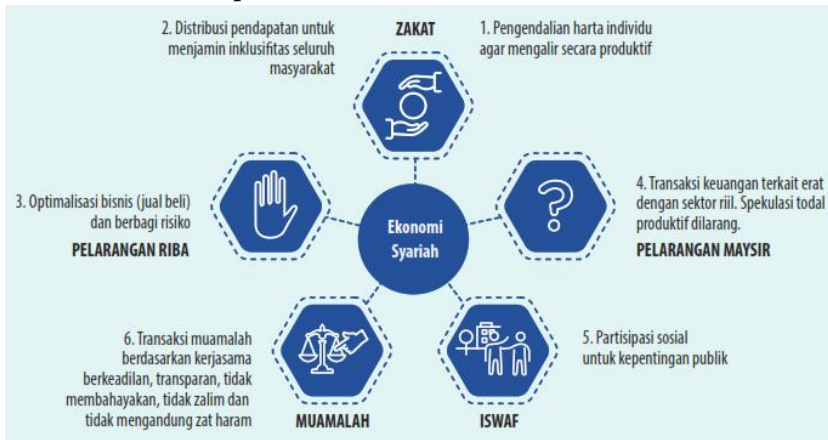 2. Distribusi pendapatan untuk
menjamin inklusifitas seluruh
masyarakat
ZAKAT
1. Pengendalian harta individu
agar mengalir secara produktif
3. Optimalisasi bisnis (jual beli)
dan berbagi risiko
PELARANGAN RIBA
Ekonomi
Syariah
4. Transaksi keuangan terkait erat
dengan sektor riil. Spekulasi todal
produktif dilarang.
PELARANGAN MAYSIR
6. Transaksi muamalah
berdasarkan kerjasama
berkeadilan, transparan, tidak
membahayakan, tidak zalim dan
tidak mengandung zat haram
MUAMALAH
5. Partisipasi sosial
untuk kepentingan publik
ISWAF